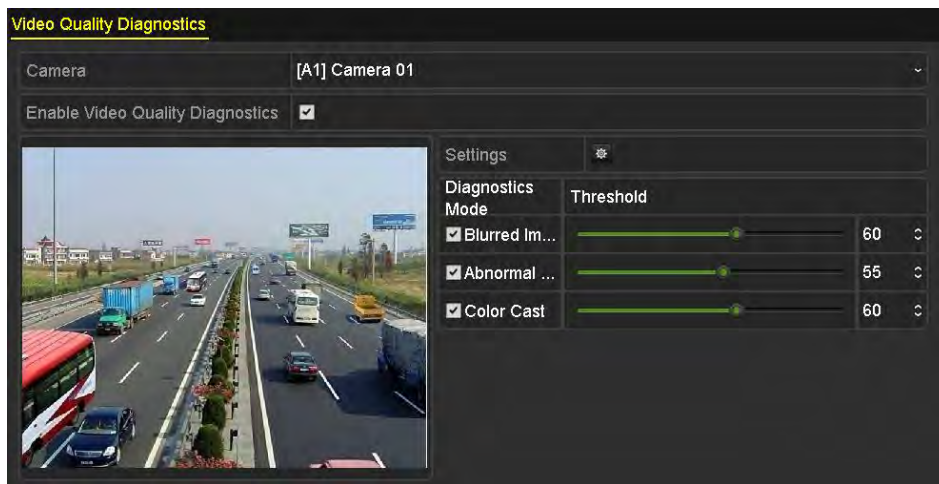 Video Quality Diagnostics
Camera
[A1] Camera 01
Enable Video Quality Diagnostics
Settings
Diagnostics
Mode
Threshold
Blurred Im...
60
Abnormal ...
55
Color Cast
60